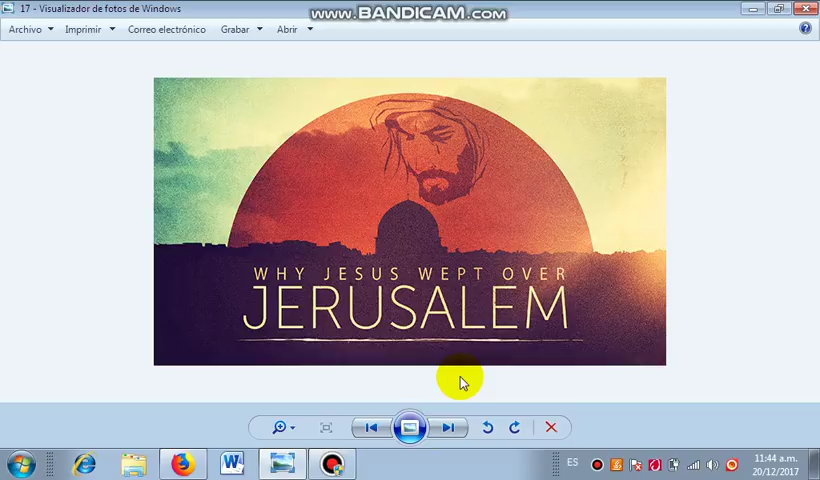 17 - Visualizador de fotos de Windows
www.BANDICAM.com
Archivo Imprimir Correo electrónico Grabar Abrir
WHY JESUS WEPT OVER
JERUSALEM
ES
11:44 a.m.
20/12/2017